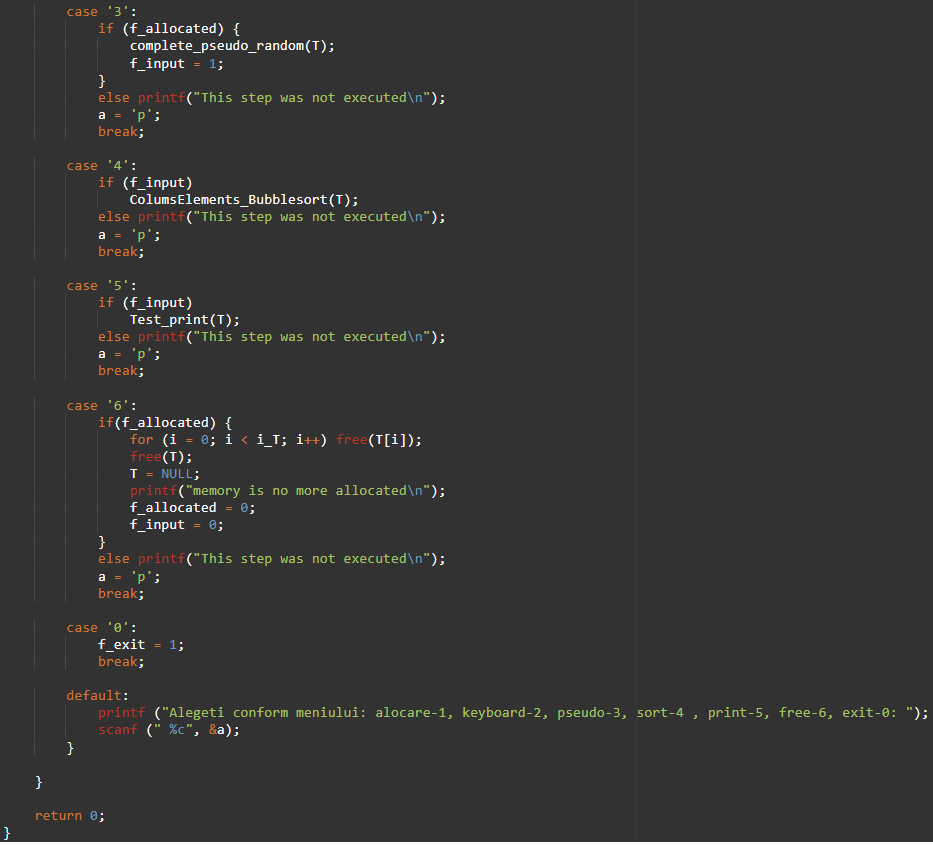 case '3':
if (f_allocated) {
complete_pseudo_random(T);
f_input = 1;
}
else printf("This step was not executed\n");
a = 'p';
break;
case '4':
if (f_input)
ColumsElements_Bubblesort(T);
else printf("This step was not executed\n");
a = 'p';
break;
case '5':
if (f_input)
Test_print(T);
else printf("This step was not executed\n");
a = 'p';
break;
case '6':
if(f_allocated) {
for (i = 0; i < i_T; i++) free(T[i]);
free(T);
T = NULL;
printf("memory is no more allocated\n");
f_allocated = 0;
f_input = 0;
}
else printf("This step was not executed\n");
a = 'p';
break;
case '0':
f_exit = 1;
break;
default:
printf ("Alegeti conform meniului: alocare-1, keyboard-2, pseudo-3, sort-4 , print-5, free-6, exit-0: ");
scanf (" %c", &a);
}
}
return 0;
}